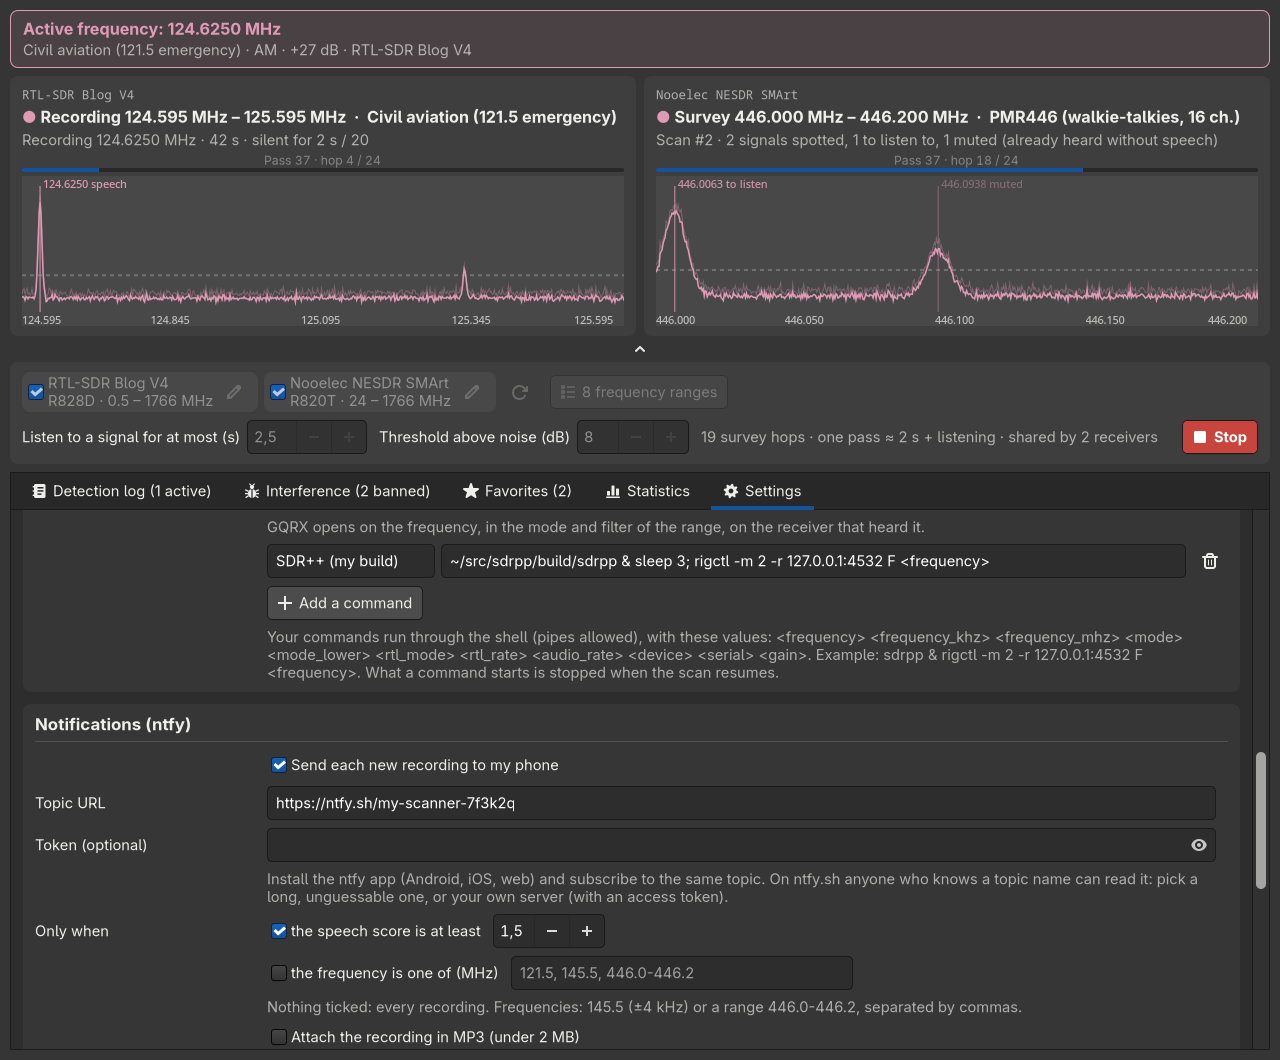 Active frequency: 124.6250 MHz
Civil aviation (121.5 emergency) · AM · +27 dB · RTL-SDR Blog V4
RTL-SDR Blog V4
Recording 124.595 MHz – 125.595 MHz · Civil aviation (121.5 emergency)
Recording 124.6250 MHz · 42 s · silent for 2 s / 20
Pass 37 · hop 4 / 24
124.6250 speech
124.595 124.845 125.095 125.345 125.595
Nooelec NESDR SMArt
Survey 446.000 MHz – 446.200 MHz · PMR446 (walkie-talkies, 16 ch.)
Scan #2 · 2 signals spotted, 1 to listen to, 1 muted (already heard without speech)
Pass 37 · hop 18 / 24
446.0063 to listen 446.0938 muted
446.000 446.050 446.100 446.150 446.200
RTL-SDR Blog V4
R828D · 0.5 – 1766 MHz
Nooelec NESDR SMArt
R820T · 24 – 1766 MHz
8 frequency ranges
Listen to a signal for at most (s) 2,5 − + Threshold above noise (dB) 8 − + 19 survey hops · one pass ≈ 2 s + listening · shared by 2 receivers Stop
Detection log (1 active) Interference (2 banned) Favorites (2) Statistics Settings
GQRX opens on the frequency, in the mode and filter of the range, on the receiver that heard it.
SDR++ (my build) ~/src/sdrpp/build/sdrpp & sleep 3; rigctl -m 2 -r 127.0.0.1:4532 F <frequency>
Add a command
Your commands run through the shell (pipes allowed), with these values: <frequency> <frequency_khz> <frequency_mhz> <mode>
<mode_lower> <rtl_mode> <rtl_rate> <audio_rate> <device> <serial> <gain>. Example: sdrpp & rigctl -m 2 -r 127.0.0.1:4532 F
<frequency>. What a command starts is stopped when the scan resumes.
Notifications (ntfy)
Send each new recording to my phone
Topic URL https://ntfy.sh/my-scanner-7f3k2q
Token (optional)
Install the ntfy app (Android, iOS, web) and subscribe to the same topic. On ntfy.sh anyone who knows a topic name can read it: pick a
long, unguessable one, or your own server (with an access token).
Only when the speech score is at least 1,5 − +
the frequency is one of (MHz) 121.5, 145.5, 446.0-446.2
Nothing ticked: every recording. Frequencies: 145.5 (±4 kHz) or a range 446.0-446.2, separated by commas.
Attach the recording in MP3 (under 2 MB)